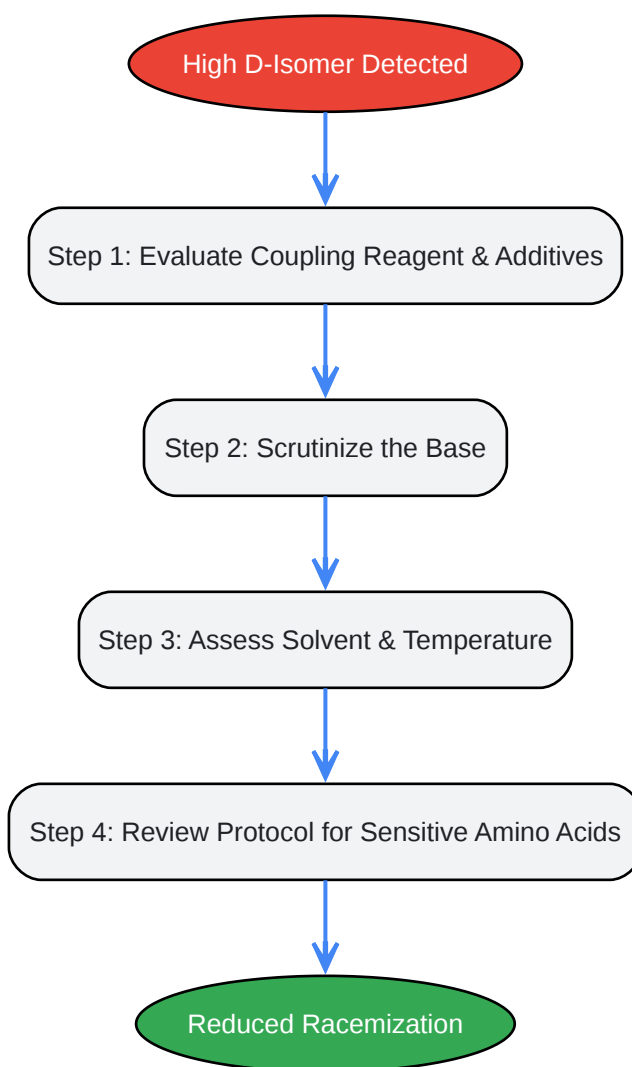 High D-Isomer Detected
Step 1: Evaluate Coupling Reagent & Additives
Step 2: Scrutinize the Base
Step 3: Assess Solvent & Temperature
Step 4: Review Protocol for Sensitive Amino Acids
Reduced Racemization